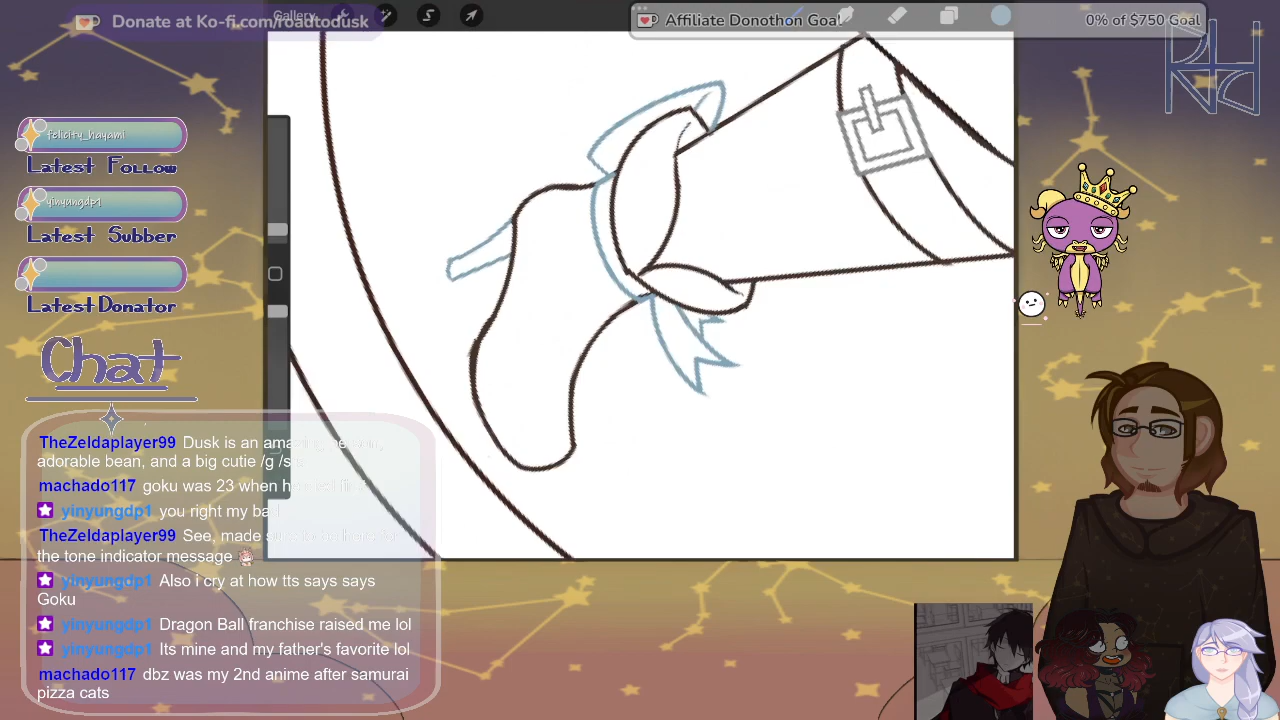 Donate at Ko-fi.com/roadtodusk
Gallery
Affiliate Donothon Goal
0% of $750 Goal
felicity_hayami
Latest Follow
yinyungdp1
Latest Subber
Latest Donator
Chat
TheZeldaplayer99 Dusk is an
adorable bean, and a big cutie /g
machado117 goku was 23 when
yinyungdp1 you right my bad
TheZeldaplayer99 See, made
the tone indicator message
yinyungdp1 Also i cry at how tts says says
Goku
yinyungdp1 Dragon Ball franchise raised me lol
yinyungdp1 Its mine and my father's favorite lol
machado117 dbz was my 2nd anime after samurai
pizza cats